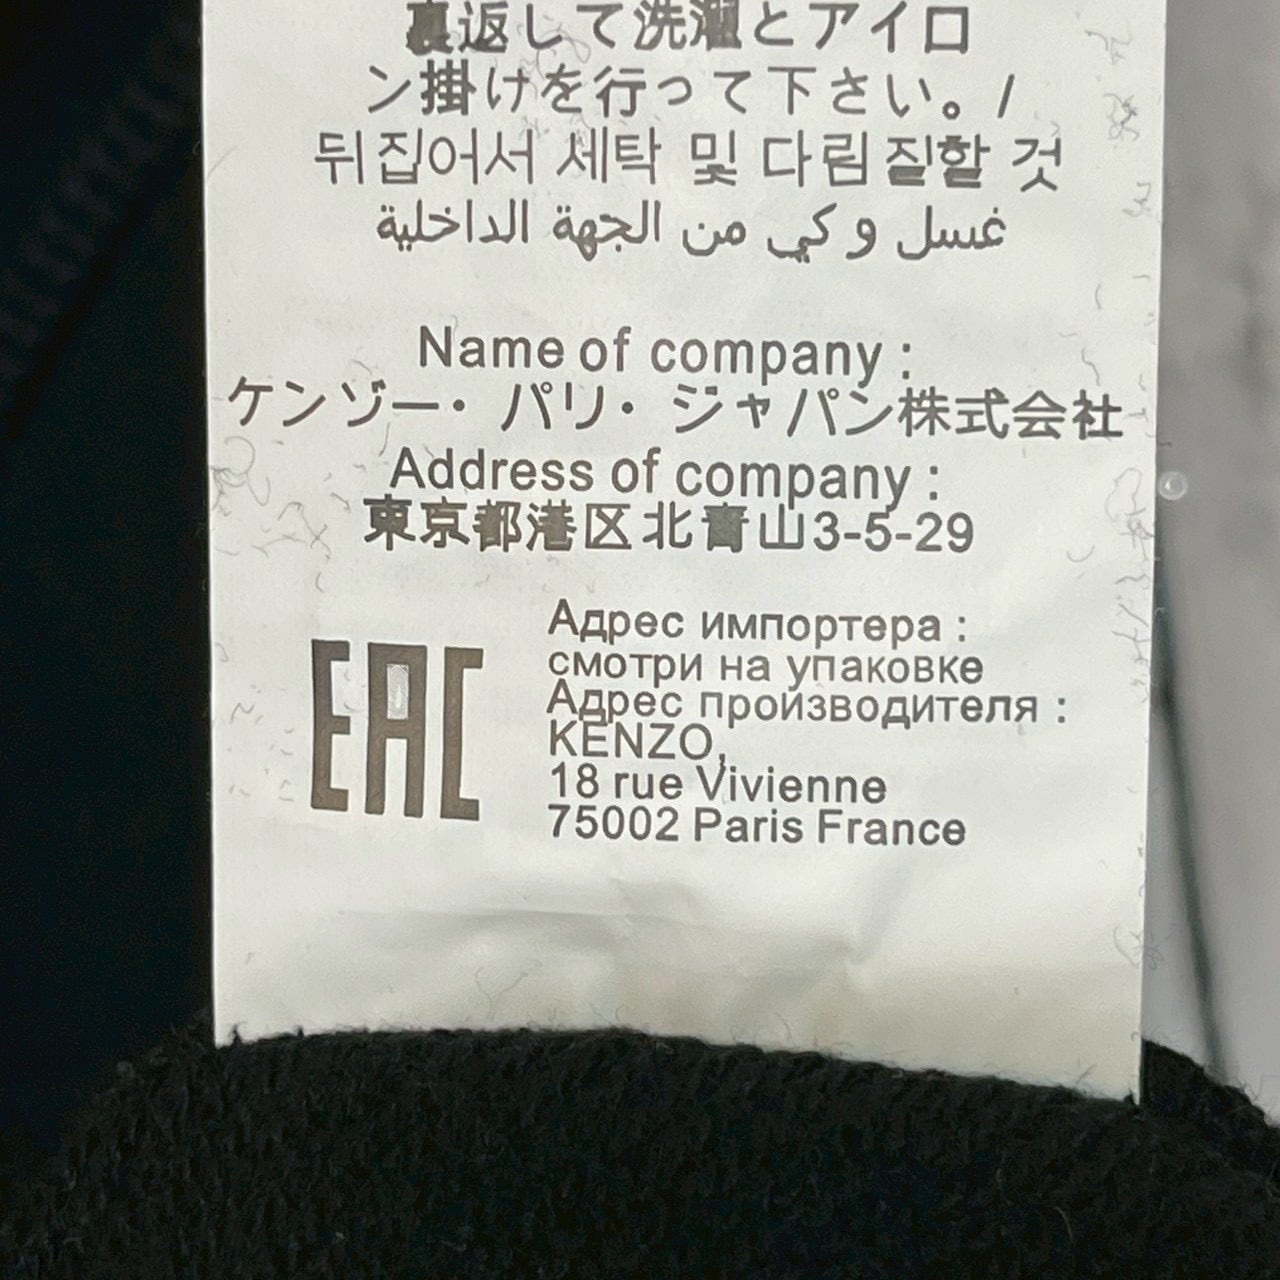 裏返して洗濯とアイロ
ン掛けを行って下さい。/
뒤집어서 세탁 및 다림질할 것
غسل و كي من الجهة الداخلية
Name of company :
ケンゾー・パリ・ジャパン株式会社
Address of company :
東京都港区北青山3-5-29
EAC
Адрес импортера :
смотри на упаковке
Адрес производителя :
KENZO,
18 rue Vivienne
75002 Paris France